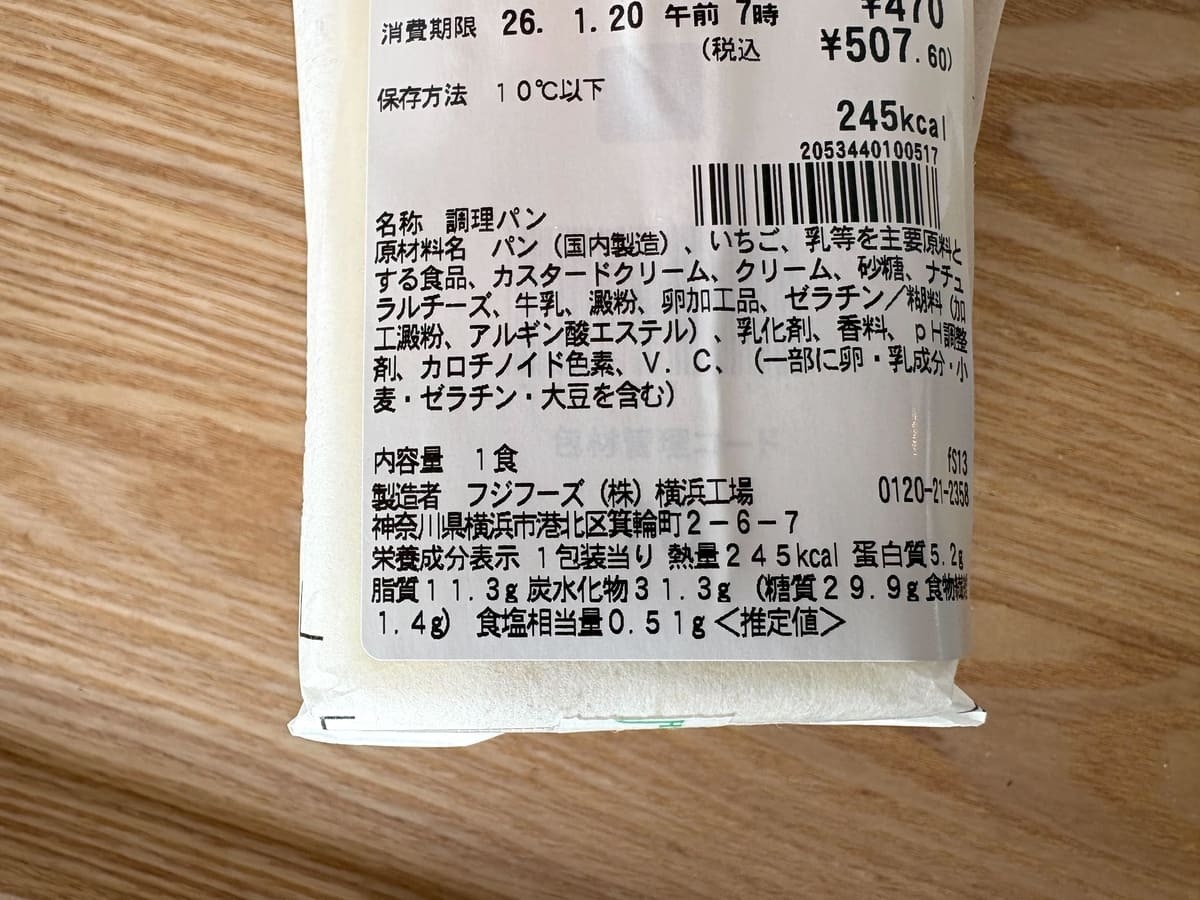 消費期限 26. 1.20 午前 7時 ¥470
(税込 ¥507.60)
保存方法 10℃以下
245kcal
2053440100517
名称 調理パン
原材料名 パン(国内製造)、いちご、乳等を主要原料と
する食品、カスタードクリーム、クリーム、砂糖、ナチュ
ラルチーズ、牛乳、澱粉、卵加工品、ゼラチン/糊料(加
工澱粉、アルギン酸エステル)、乳化剤、香料、pH調整
剤、カロチノイド色素、V.C、(一部に卵・乳成分・小
麦・ゼラチン・大豆を含む)
包材管理コード
内容量 1食 fS13
製造者 フジフーズ(株)横浜工場 0120-21-2358
神奈川県横浜市港北区箕輪町2-6-7
栄養成分表示 1包装当り 熱量245kcal 蛋白質5.2g
脂質11.3g 炭水化物31.3g (糖質29.9g 食物繊維
1.4g) 食塩相当量0.51g<推定値>